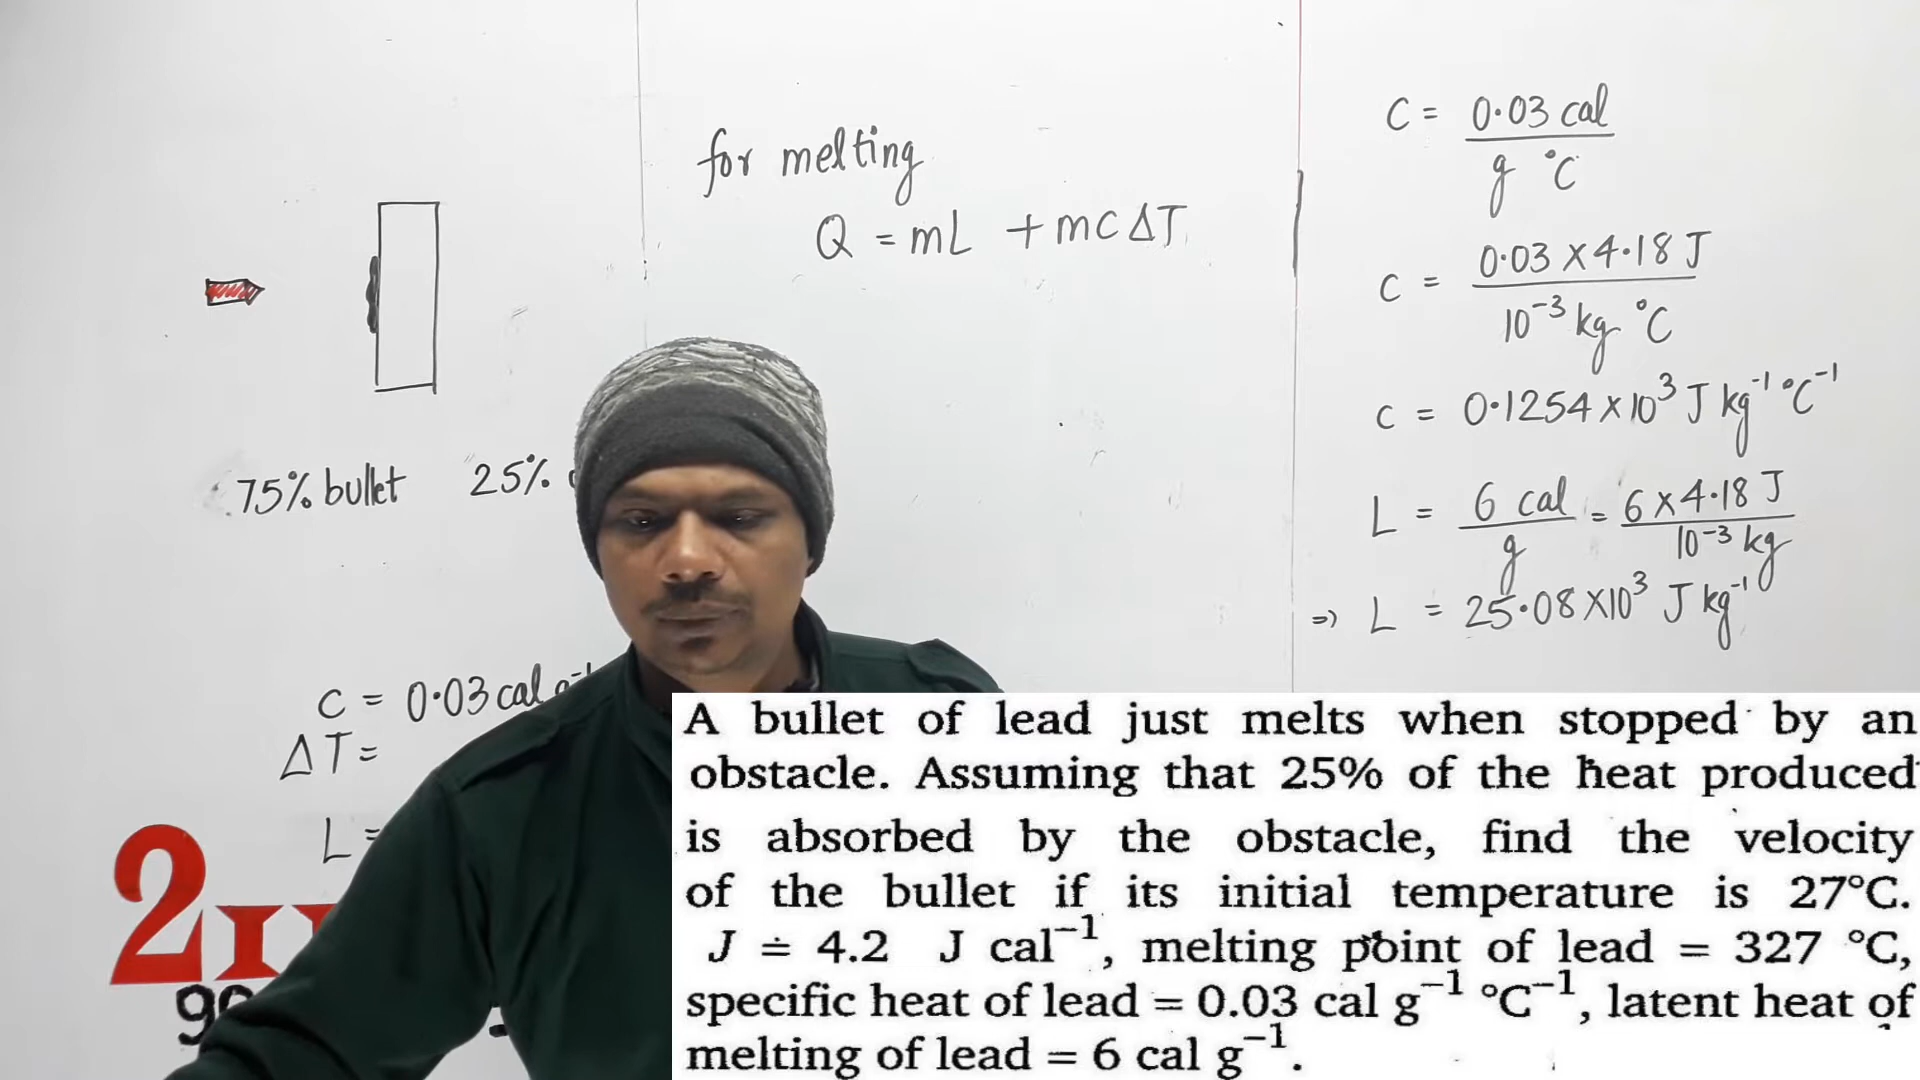 75% bullet 25%
C = 0.03 cal g⁻¹
ΔT =
L =
for melting
Q = mL + mCΔT
C = 0.03 cal / g °C
C = 0.03 × 4.18 J / 10⁻³ kg °C
C = 0.1254 × 10³ J kg⁻¹ °C⁻¹
L = 6 cal / g = 6 × 4.18 J / 10⁻³ kg
⇒ L = 25.08 × 10³ J kg⁻¹
A bullet of lead just melts when stopped by an
obstacle. Assuming that 25% of the heat produced
is absorbed by the obstacle, find the velocity
of the bullet if its initial temperature is 27°C.
J = 4.2 J cal⁻¹, melting point of lead = 327 °C,
specific heat of lead = 0.03 cal g⁻¹ °C⁻¹, latent heat of
melting of lead = 6 cal g⁻¹.